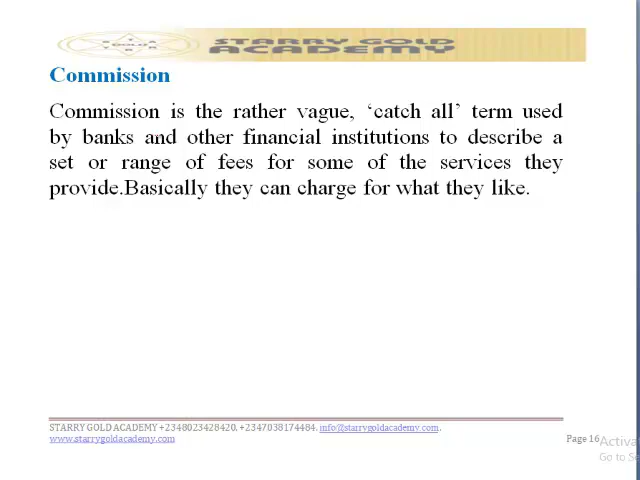 STARRY GOLD
ACADEMY
Commission
Commission is the rather vague, ‘catch all’ term used
by banks and other financial institutions to describe a
set or range of fees for some of the services they
provide.Basically they can charge for what they like.
STARRY GOLD ACADEMY +2348023428420. +2347038174484. info@starrygoldacademy.com.
www.starrygoldacademy.com Page 16
Go to